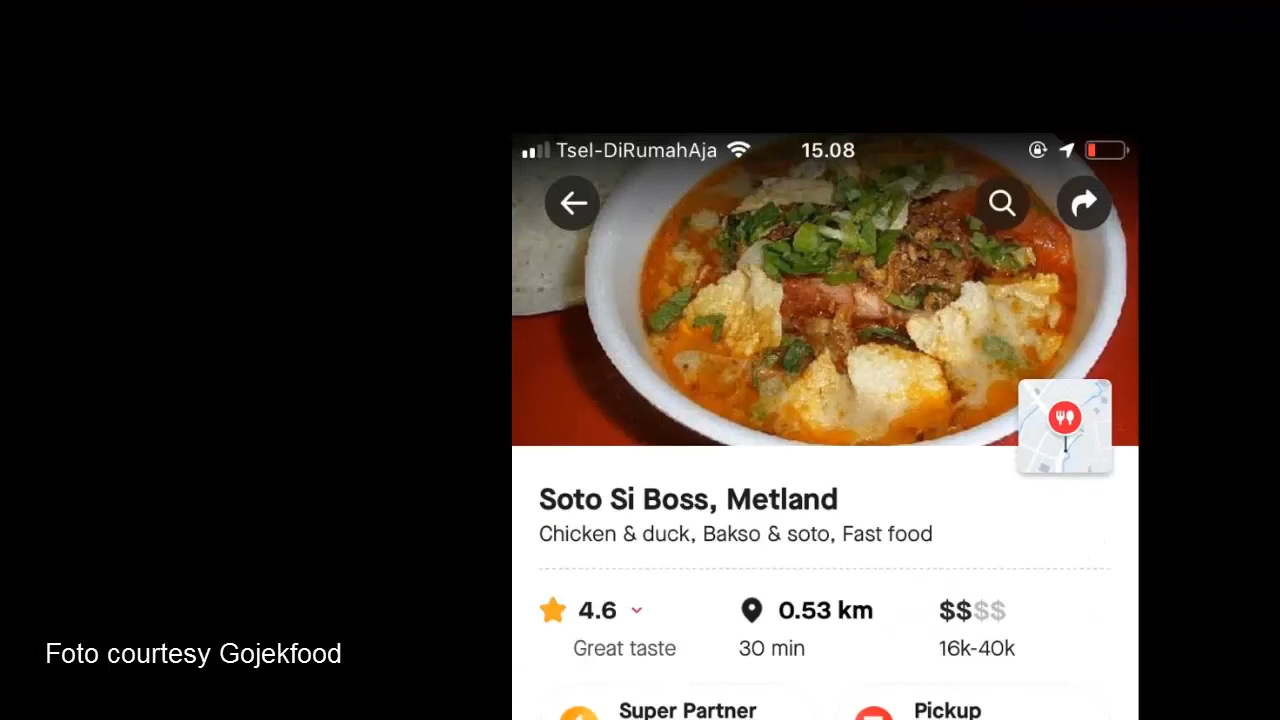 Tsel-DiRumahAja 15.08
Soto Si Boss, Metland
Chicken & duck, Bakso & soto, Fast food
4.6 0.53 km $$$$
Great taste 30 min 16k-40k
Foto courtesy Gojekfood
Super Partner Pickup